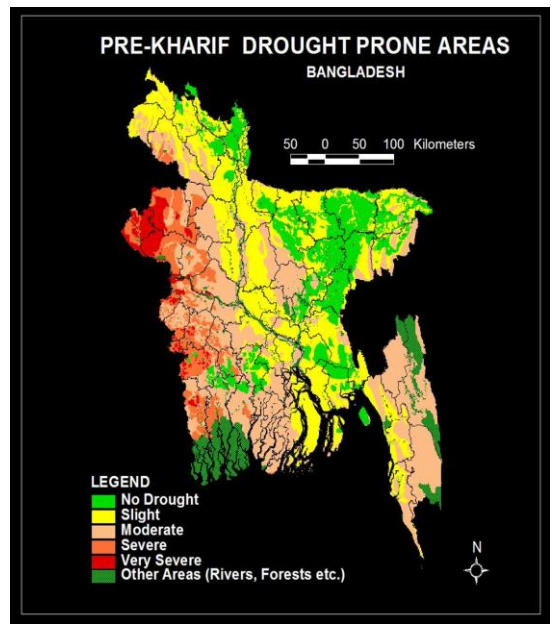 PRE-KHARIF DROUGHT PRONE AREAS
BANGLADESH
50 0 50 100 Kilometers
LEGEND
No Drought
Slight
Moderate
Severe
Very Severe
Other Areas (Rivers, Forests etc.)
N